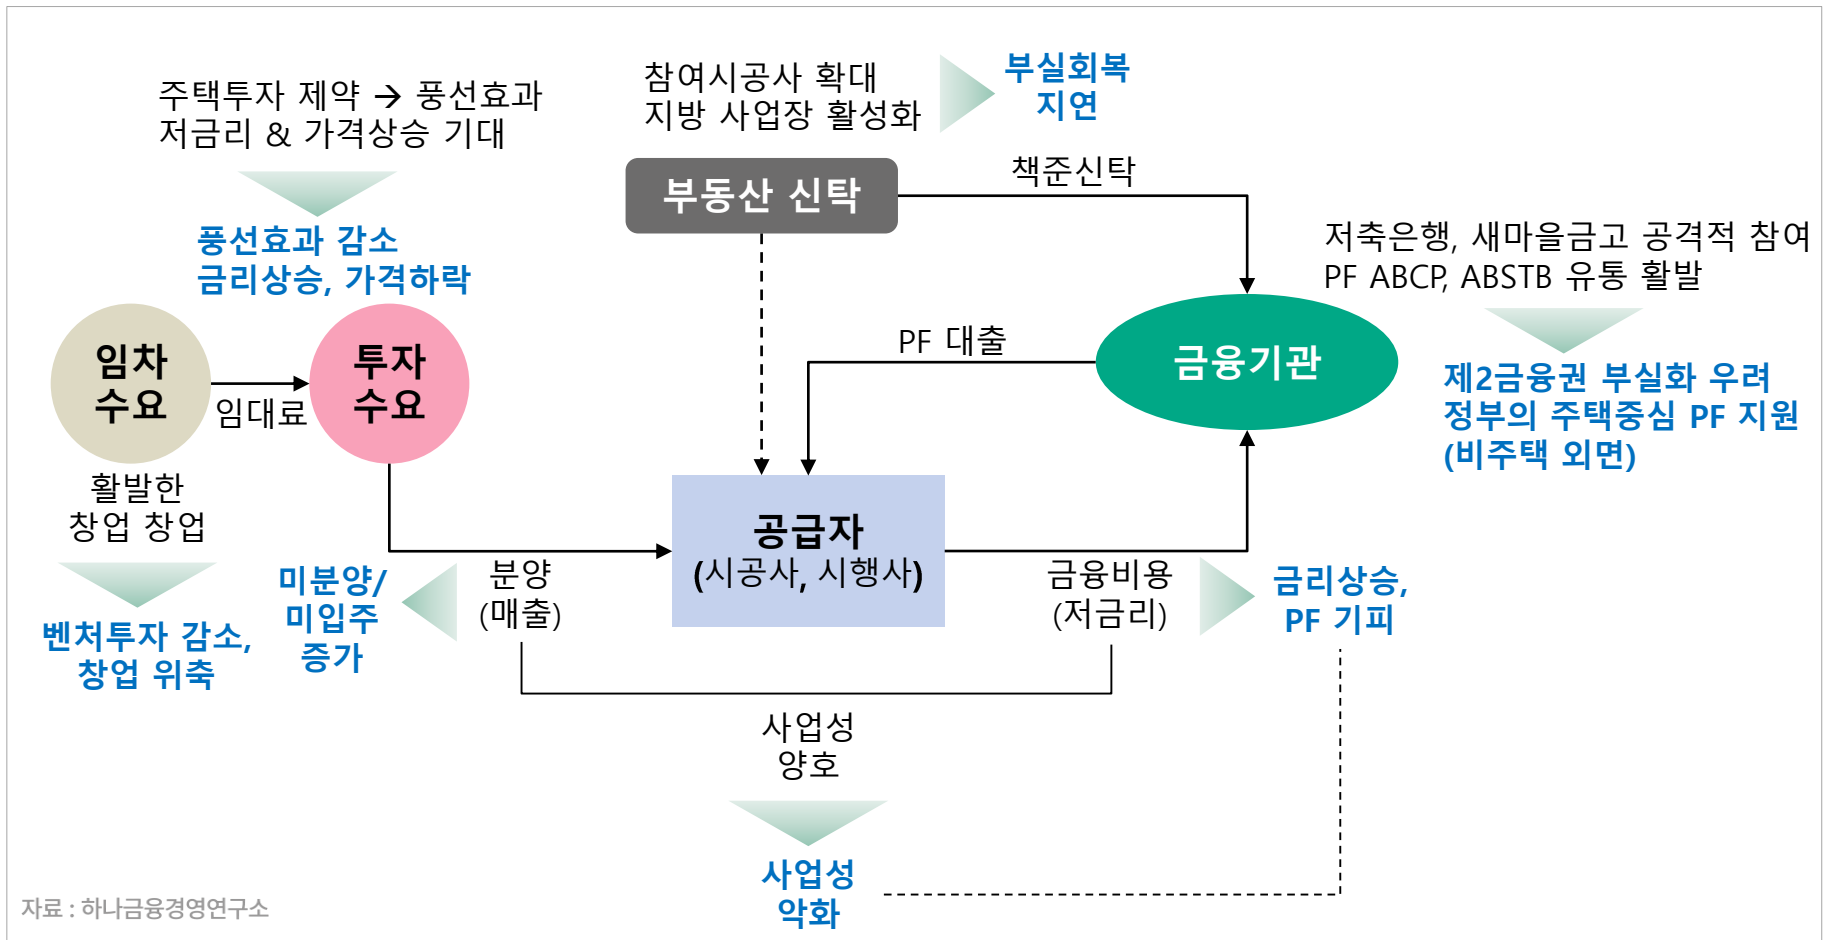 주택투자 제약 → 풍선효과
저금리 & 가격상승 기대
풍선효과 감소
금리상승, 가격하락
참여시공사 확대
지방 사업장 활성화
부실회복
지연
부동산 신탁
책준신탁
저축은행, 새마을금고 공격적 참여
PF ABCP, ABSTB 유통 활발
제2금융권 부실화 우려
정부의 주택중심 PF 지원
(비주택 외면)
임차
수요
임대료
투자
수요
PF 대출
금융기관
활발한
창업 창업
벤처투자 감소,
창업 위축
미분양/
미입주
증가
분양
(매출)
공급자
(시공사, 시행사)
금융비용
(저금리)
금리상승,
PF 기피
사업성
양호
사업성
악화
자료 : 하나금융경영연구소